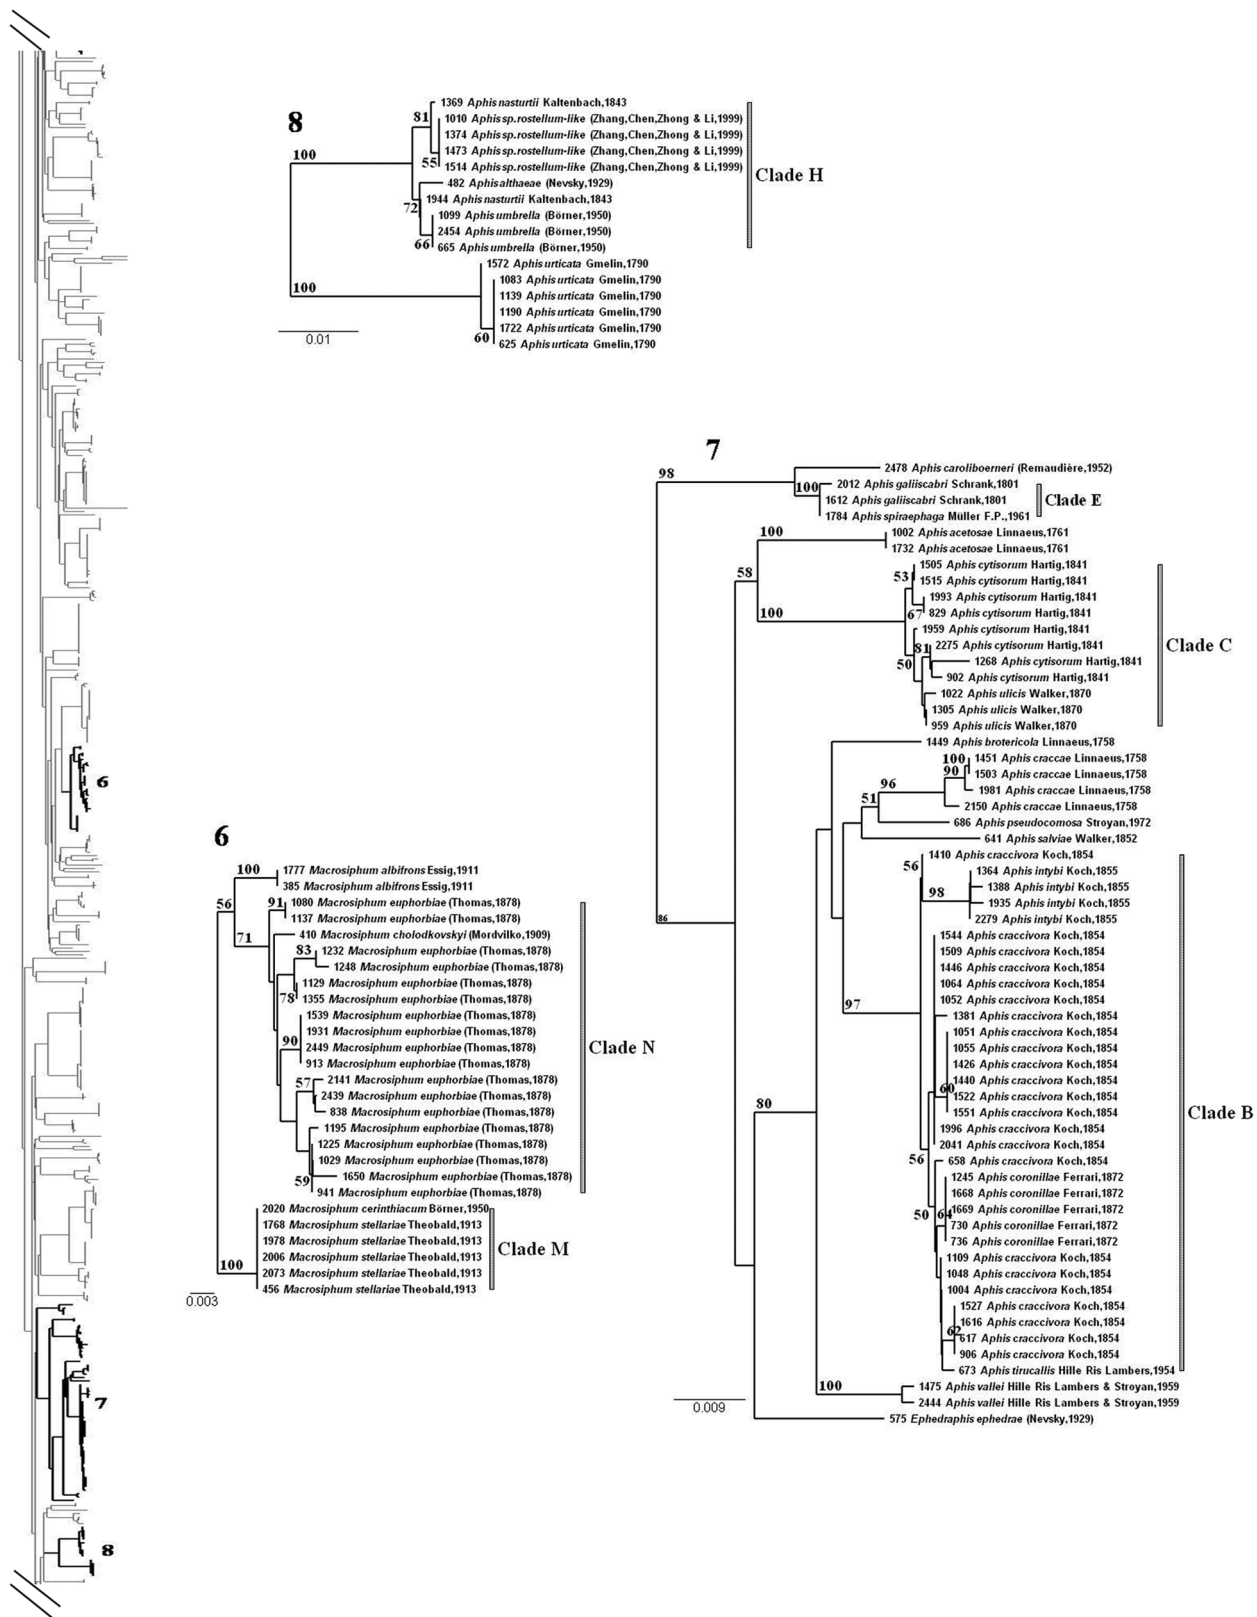 8
1369 Aphis nasturtii Kaltenbach,1843
81
1010 Aphis sp.rostellum-like (Zhang,Chen,Zhong & Li,1999)
1374 Aphis sp.rostellum-like (Zhang,Chen,Zhong & Li,1999)
1473 Aphis sp.rostellum-like (Zhang,Chen,Zhong & Li,1999)
100
55
1514 Aphis sp.rostellum-like (Zhang,Chen,Zhong & Li,1999)
Clade H
482 Aphis althaeae (Nevsky,1929)
72
1944 Aphis nasturtii Kaltenbach,1843
1099 Aphis umbrella (Börner,1950)
2454 Aphis umbrella (Börner,1950)
66
665 Aphis umbrella (Börner,1950)
1572 Aphis urticata Gmelin,1790
1083 Aphis urticata Gmelin,1790
100
1139 Aphis urticata Gmelin,1790
1190 Aphis urticata Gmelin,1790
1722 Aphis urticata Gmelin,1790
60
625 Aphis urticata Gmelin,1790
0.01
7
98
2478 Aphis caroliboerneri (Remaudière,1952)
100
2012 Aphis galiiscabri Schrank,1801
1612 Aphis galiiscabri Schrank,1801
Clade E
1784 Aphis spiraephaga Müller F.P.,1961
100
1002 Aphis acetosae Linnaeus,1761
1732 Aphis acetosae Linnaeus,1761
58
1505 Aphis cytisorum Hartig,1841
53
1515 Aphis cytisorum Hartig,1841
1993 Aphis cytisorum Hartig,1841
100
67
829 Aphis cytisorum Hartig,1841
1959 Aphis cytisorum Hartig,1841
81
2275 Aphis cytisorum Hartig,1841
Clade C
50
1268 Aphis cytisorum Hartig,1841
902 Aphis cytisorum Hartig,1841
1022 Aphis ulicis Walker,1870
1305 Aphis ulicis Walker,1870
959 Aphis ulicis Walker,1870
1449 Aphis brotericola Linnaeus,1758
100
1451 Aphis craccae Linnaeus,1758
90
1503 Aphis craccae Linnaeus,1758
96
1981 Aphis craccae Linnaeus,1758
51
2150 Aphis craccae Linnaeus,1758
686 Aphis pseudocomosa Stroyan,1972
641 Aphis salviae Walker,1852
56
1410 Aphis craccivora Koch,1854
1364 Aphis intybi Koch,1855
98
1388 Aphis intybi Koch,1855
1935 Aphis intybi Koch,1855
2279 Aphis intybi Koch,1855
86
1544 Aphis craccivora Koch,1854
1509 Aphis craccivora Koch,1854
1446 Aphis craccivora Koch,1854
1064 Aphis craccivora Koch,1854
97
1052 Aphis craccivora Koch,1854
1381 Aphis craccivora Koch,1854
1051 Aphis craccivora Koch,1854
1055 Aphis craccivora Koch,1854
1426 Aphis craccivora Koch,1854
60
1440 Aphis craccivora Koch,1854
1522 Aphis craccivora Koch,1854
80
1551 Aphis craccivora Koch,1854
Clade B
1996 Aphis craccivora Koch,1854
2041 Aphis craccivora Koch,1854
56
658 Aphis craccivora Koch,1854
1245 Aphis coronillae Ferrari,1872
1668 Aphis coronillae Ferrari,1872
50
64
1669 Aphis coronillae Ferrari,1872
730 Aphis coronillae Ferrari,1872
736 Aphis coronillae Ferrari,1872
1109 Aphis craccivora Koch,1854
1048 Aphis craccivora Koch,1854
1004 Aphis craccivora Koch,1854
1527 Aphis craccivora Koch,1854
1616 Aphis craccivora Koch,1854
62
617 Aphis craccivora Koch,1854
906 Aphis craccivora Koch,1854
673 Aphis tirucallis Hille Ris Lambers,1954
100
1475 Aphis vallei Hille Ris Lambers & Stroyan,1959
2444 Aphis vallei Hille Ris Lambers & Stroyan,1959
575 Ephedraphis ephedrae (Nevsky,1929)
0.009
6
100
1777 Macrosiphum albifrons Essig,1911
385 Macrosiphum albifrons Essig,1911
56
91
1080 Macrosiphum euphorbiae (Thomas,1878)
1137 Macrosiphum euphorbiae (Thomas,1878)
71
410 Macrosiphum cholodkovskyi (Mordvilko,1909)
83
1232 Macrosiphum euphorbiae (Thomas,1878)
1248 Macrosiphum euphorbiae (Thomas,1878)
1129 Macrosiphum euphorbiae (Thomas,1878)
78
1355 Macrosiphum euphorbiae (Thomas,1878)
1539 Macrosiphum euphorbiae (Thomas,1878)
1931 Macrosiphum euphorbiae (Thomas,1878)
90
2449 Macrosiphum euphorbiae (Thomas,1878)
Clade N
913 Macrosiphum euphorbiae (Thomas,1878)
57
2141 Macrosiphum euphorbiae (Thomas,1878)
2439 Macrosiphum euphorbiae (Thomas,1878)
838 Macrosiphum euphorbiae (Thomas,1878)
1195 Macrosiphum euphorbiae (Thomas,1878)
1225 Macrosiphum euphorbiae (Thomas,1878)
1029 Macrosiphum euphorbiae (Thomas,1878)
59
1650 Macrosiphum euphorbiae (Thomas,1878)
941 Macrosiphum euphorbiae (Thomas,1878)
2020 Macrosiphum cerinthiacum Börner,1950
1768 Macrosiphum stellariae Theobald,1913
1978 Macrosiphum stellariae Theobald,1913
Clade M
2006 Macrosiphum stellariae Theobald,1913
100
2073 Macrosiphum stellariae Theobald,1913
456 Macrosiphum stellariae Theobald,1913
0.003
6
7
8